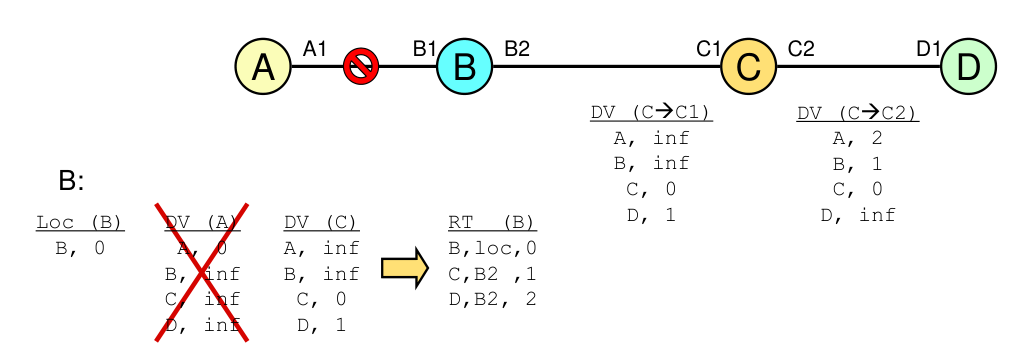 A A1 B1 B B2 C1 C C2 D1 D
DV (C→C1)
A, inf
B, inf
C, 0
D, 1
DV (C→C2)
A, 2
B, 1
C, 0
D, inf
B:
Loc (B)
B, 0
DV (A)
A, 0
B, inf
C, inf
D, inf
DV (C)
A, inf
B, inf
C, 0
D, 1
RT (B)
B,loc,0
C,B2 ,1
D,B2, 2